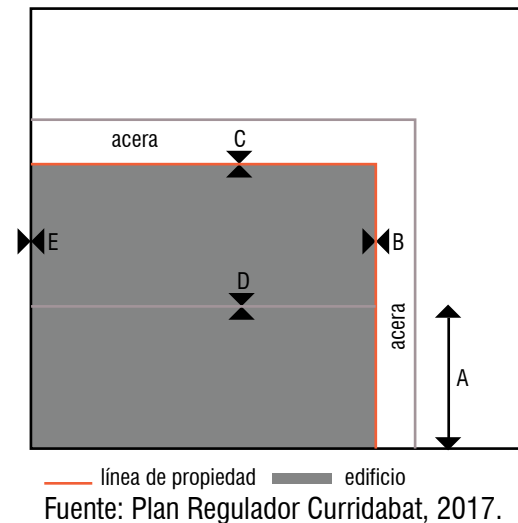 acera
C
E
B
D
acera
A
línea de propiedad edificio
Fuente: Plan Regulador Curridabat, 2017.